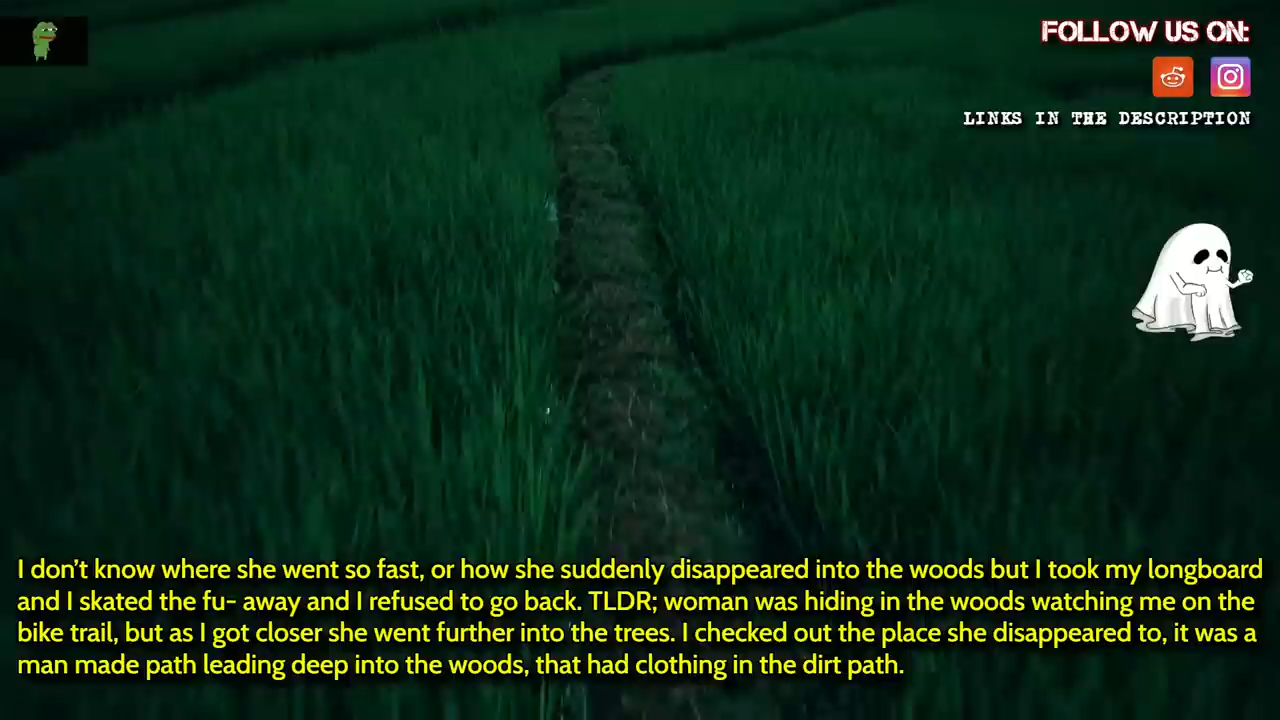 FOLLOW US ON:
LINKS IN THE DESCRIPTION
I don't know where she went so fast, or how she suddenly disappeared into the woods but I took my longboard
and I skated the fu- away and I refused to go back. TLDR; woman was hiding in the woods watching me on the
bike trail, but as I got closer she went further into the trees. I checked out the place she disappeared to, it was a
man made path leading deep into the woods, that had clothing in the dirt path.